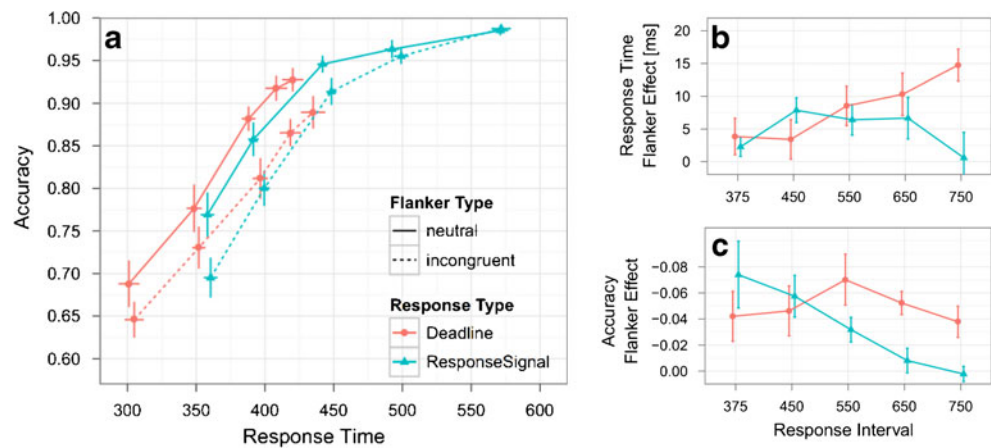 a
1.00
0.95
0.90
0.85
0.80
0.75
0.70
0.65
0.60
Accuracy
300
350
400
450
500
550
600
Response Time
Flanker Type
neutral
incongruent
Response Type
Deadline
ResponseSignal
b
Response Time
Flanker Effect [ms]
20
15
10
5
0
375
450
550
650
750
c
Accuracy
Flanker Effect
−0.08
−0.06
−0.04
−0.02
0.00
375
450
550
650
750
Response Interval